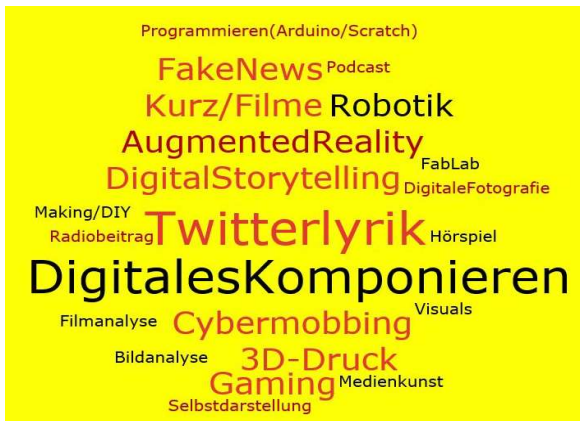 Programmieren(Arduino/Scratch)
FakeNews Podcast
Kurz/Filme Robotik
AugmentedReality
FabLab
DigitalStorytelling DigitaleFotografie
Making/DIY
Radiobeitrag Twitterlyrik Hörspiel
DigitalesKomponieren
Visuals
Filmanalyse Cybermobbing
Bildanalyse 3D-Druck
Gaming Medienkunst
Selbstdarstellung